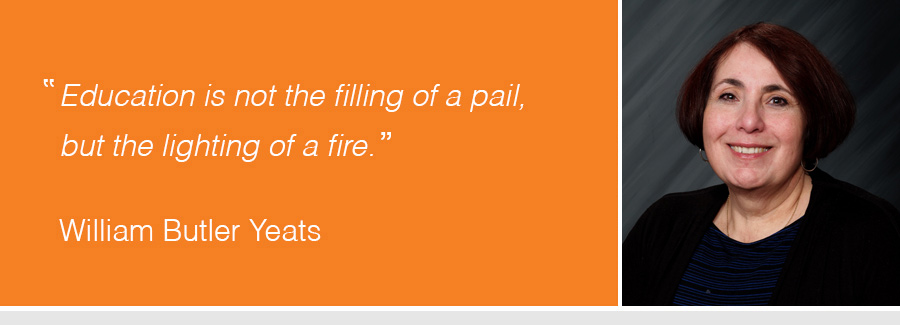 “Education is not the filling of a pail,
but the lighting of a fire.”
William Butler Yeats